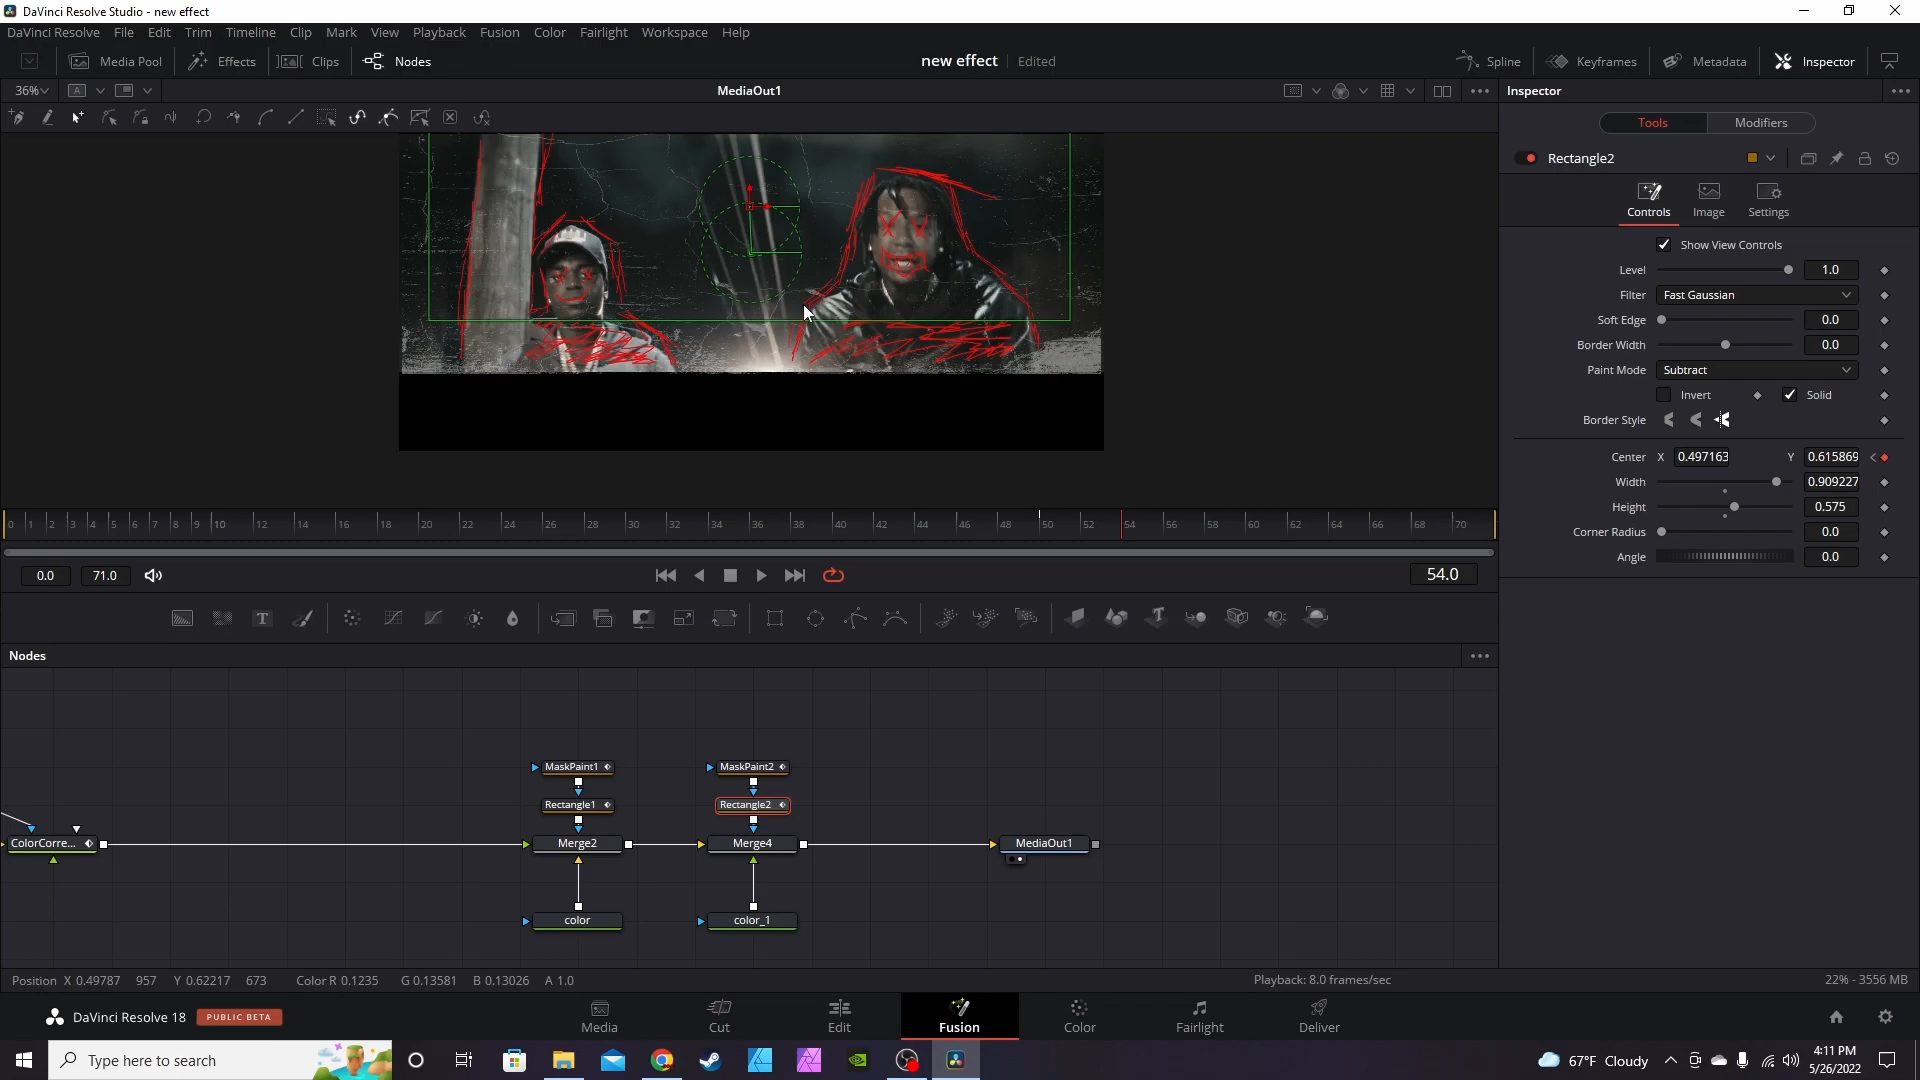 DaVinci Resolve Studio - new effect
DaVinci Resolve File Edit Trim Timeline Clip Mark View Playback Fusion Color Fairlight Workspace Help
Media Pool Effects Clips Nodes new effect Edited Spline Keyframes Metadata Inspector
36% A MediaOut1 Inspector
Tools Modifiers
Rectangle2
Controls Image Settings
Show View Controls
Level 1.0
Filter Fast Gaussian
Soft Edge 0.0
Border Width 0.0
Paint Mode Subtract
Invert Solid
Border Style
Center X 0.497163 Y 0.615869
Width 0.909227
Height 0.575
Corner Radius 0.0
Angle 0.0
0 1 2 3 4 5 6 7 8 9 10 12 14 16 18 20 22 24 26 28 30 32 34 36 38 40 42 44 46 48 50 52 54 56 58 60 62 64 66 68 70
0.0 71.0 54.0
Nodes
MaskPaint1 MaskPaint2
Rectangle1 Rectangle2
ColorCorre... Merge2 Merge4 MediaOut1
color color_1
Position X 0.49787 957 Y 0.62217 673 Color R 0.1235 G 0.13581 B 0.13026 A 1.0 Playback: 8.0 frames/sec 22% - 3556 MB
DaVinci Resolve 18 PUBLIC BETA Media Cut Edit Fusion Color Fairlight Deliver
Type here to search 67°F Cloudy 4:11 PM
5/26/2022